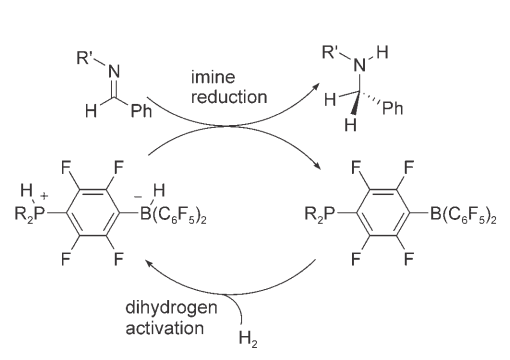 R'
N
H
Ph
imine
reduction
R'
N
H
H
Ph
H
F
F
H
+
R₂P
−
H
B(C₆F₅)₂
F
F
F
F
R₂P
B(C₆F₅)₂
F
F
dihydrogen
activation
H₂